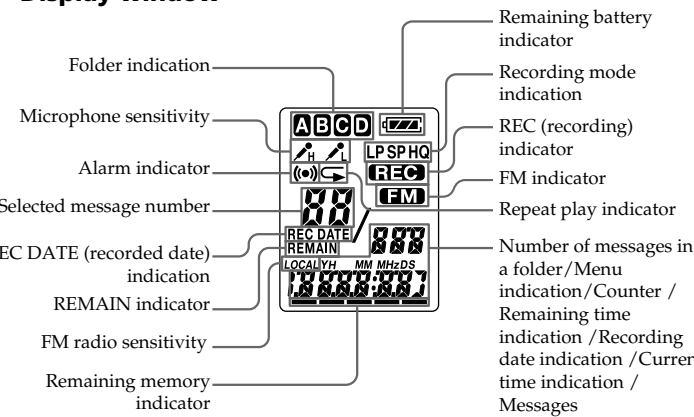 Display Window
Folder indication
Microphone sensitivity
Alarm indicator
Selected message number
EC DATE (recorded date)
indication
REMAIN indicator
FM radio sensitivity
Remaining memory
indicator
A B C D
H L
LP SP HQ
REC
FM
88
REC DATE
REMAIN
888
LOCAL YH MM MHz DS
Remaining battery
indicator
Recording mode
indication
REC (recording)
indicator
FM indicator
Repeat play indicator
Number of messages in
a folder/Menu
indication/Counter /
Remaining time
indication /Recording
date indication /Curren
time indication /
Messages